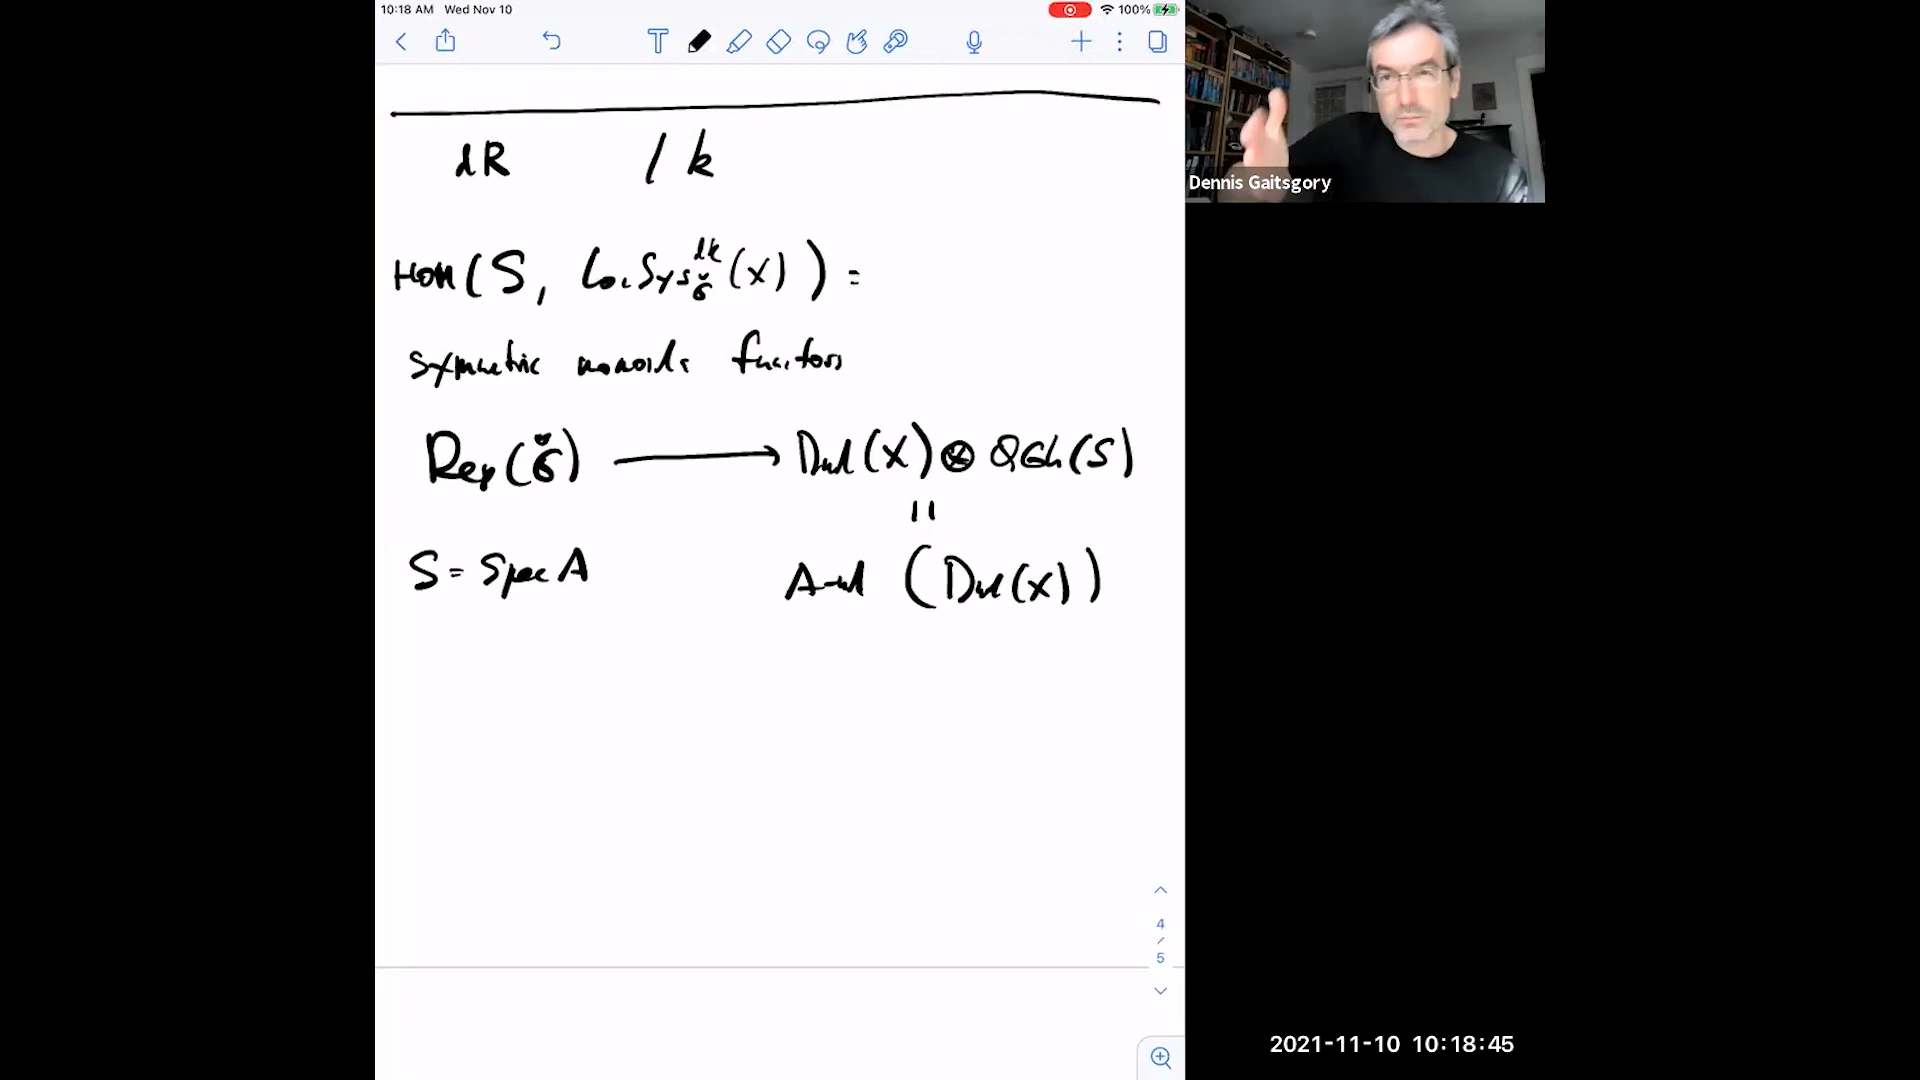 10:18 AM Wed Nov 10
100%
dR / k
Hom(S, LocSys^{dR}_{Ǧ}(X)) =
symmetric monoidal functors
Rep(Ǧ) ⟶ Dmod(X) ⊗ QCoh(S)
=
S = Spec A A-mod (Dmod(X))
4
/
5
Dennis Gaitsgory
2021-11-10 10:18:45